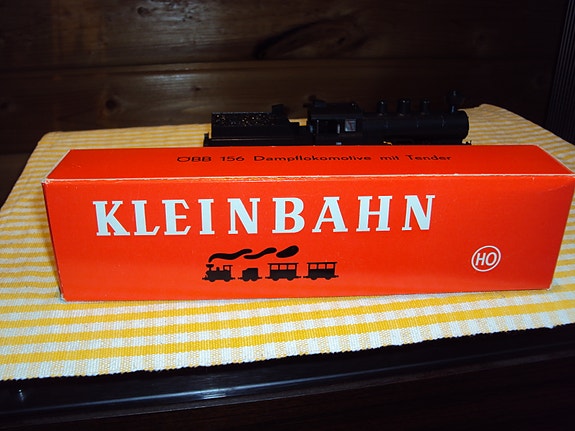 ÖBB 156 Dampflokomotive mit Tender
KLEINBAHN
HO